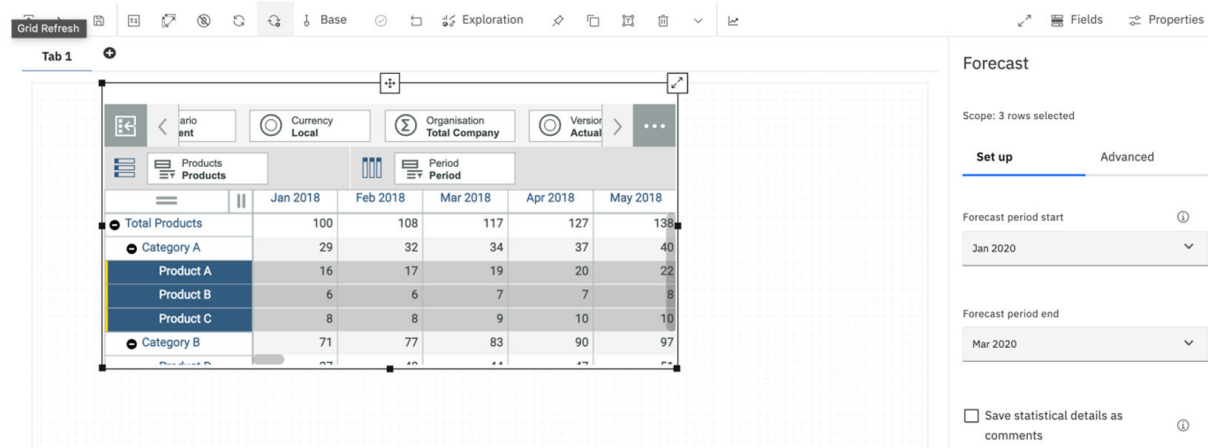 Grid Refresh
Base
Exploration
Fields
Properties
Tab 1
Forecast
Scope: 3 rows selected
Set up
Advanced
Forecast period start
Jan 2020
Forecast period end
Mar 2020
Save statistical details as
comments
ario
ent
Currency
Local
Organisation
Total Company
Version
Actual
Products
Products
Period
Period
Jan 2018 Feb 2018 Mar 2018 Apr 2018 May 2018
Total Products 100 108 117 127 138
Category A 29 32 34 37 40
Product A 16 17 19 20 22
Product B 6 6 7 7 8
Product C 8 8 9 10 10
Category B 71 77 83 90 97